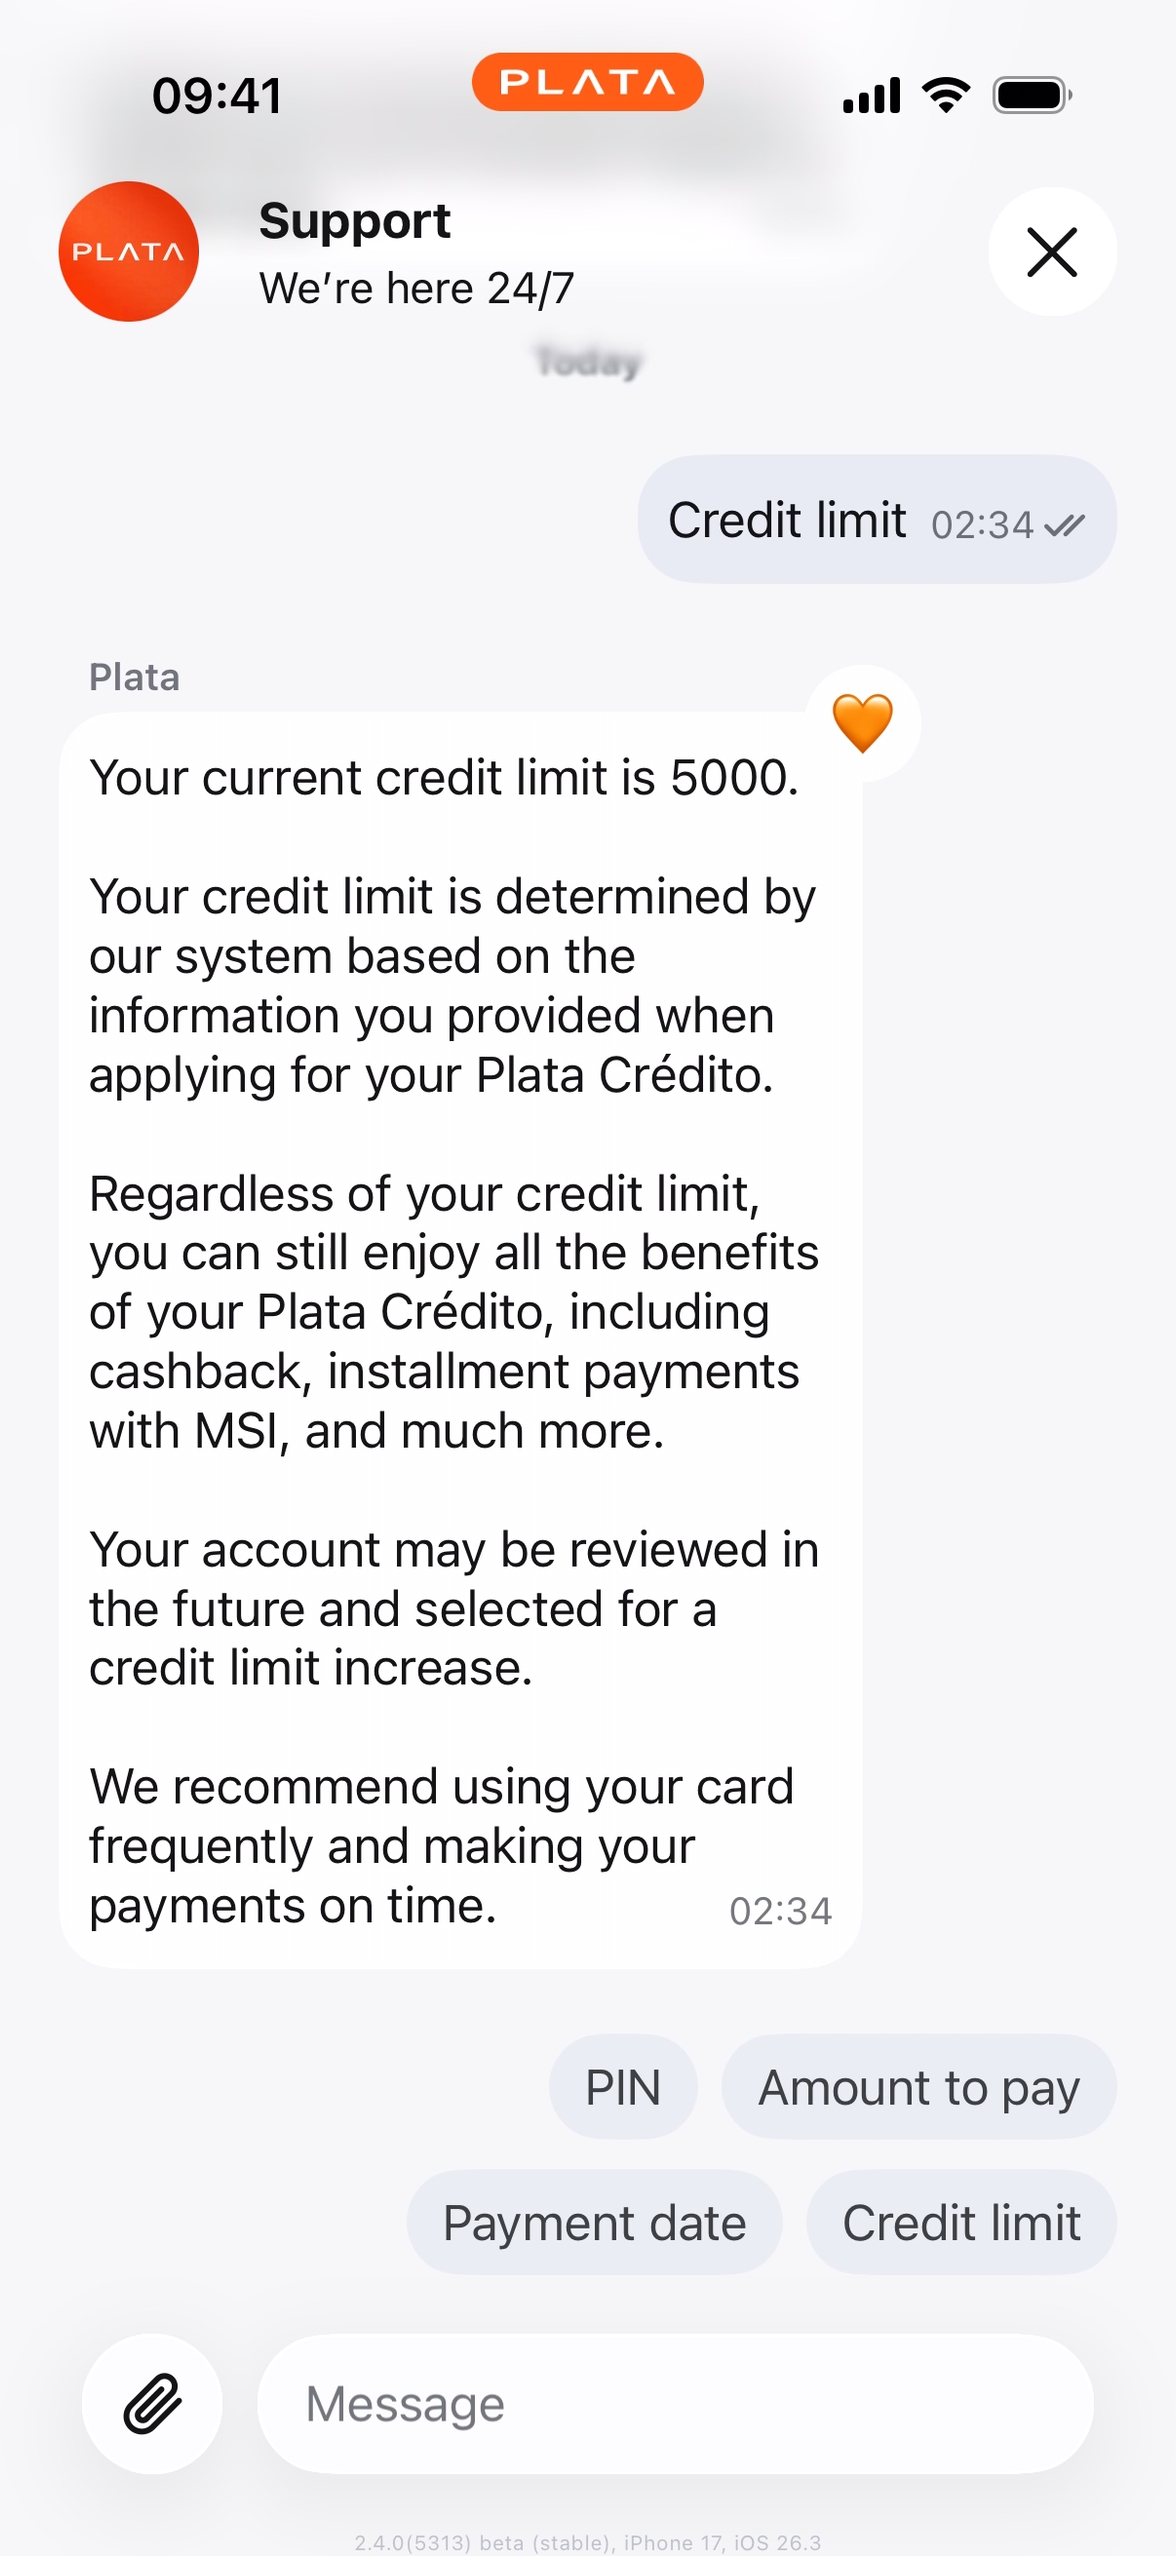 09:41
PLATA
PLATA
Support
We’re here 24/7
Today
Credit limit 02:34
Plata
Your current credit limit is 5000.
Your credit limit is determined by
our system based on the
information you provided when
applying for your Plata Crédito.
Regardless of your credit limit,
you can still enjoy all the benefits
of your Plata Crédito, including
cashback, installment payments
with MSI, and much more.
Your account may be reviewed in
the future and selected for a
credit limit increase.
We recommend using your card
frequently and making your
payments on time. 02:34
PIN Amount to pay
Payment date Credit limit
Message
2.4.0(5313) beta (stable), iPhone 17, iOS 26.3